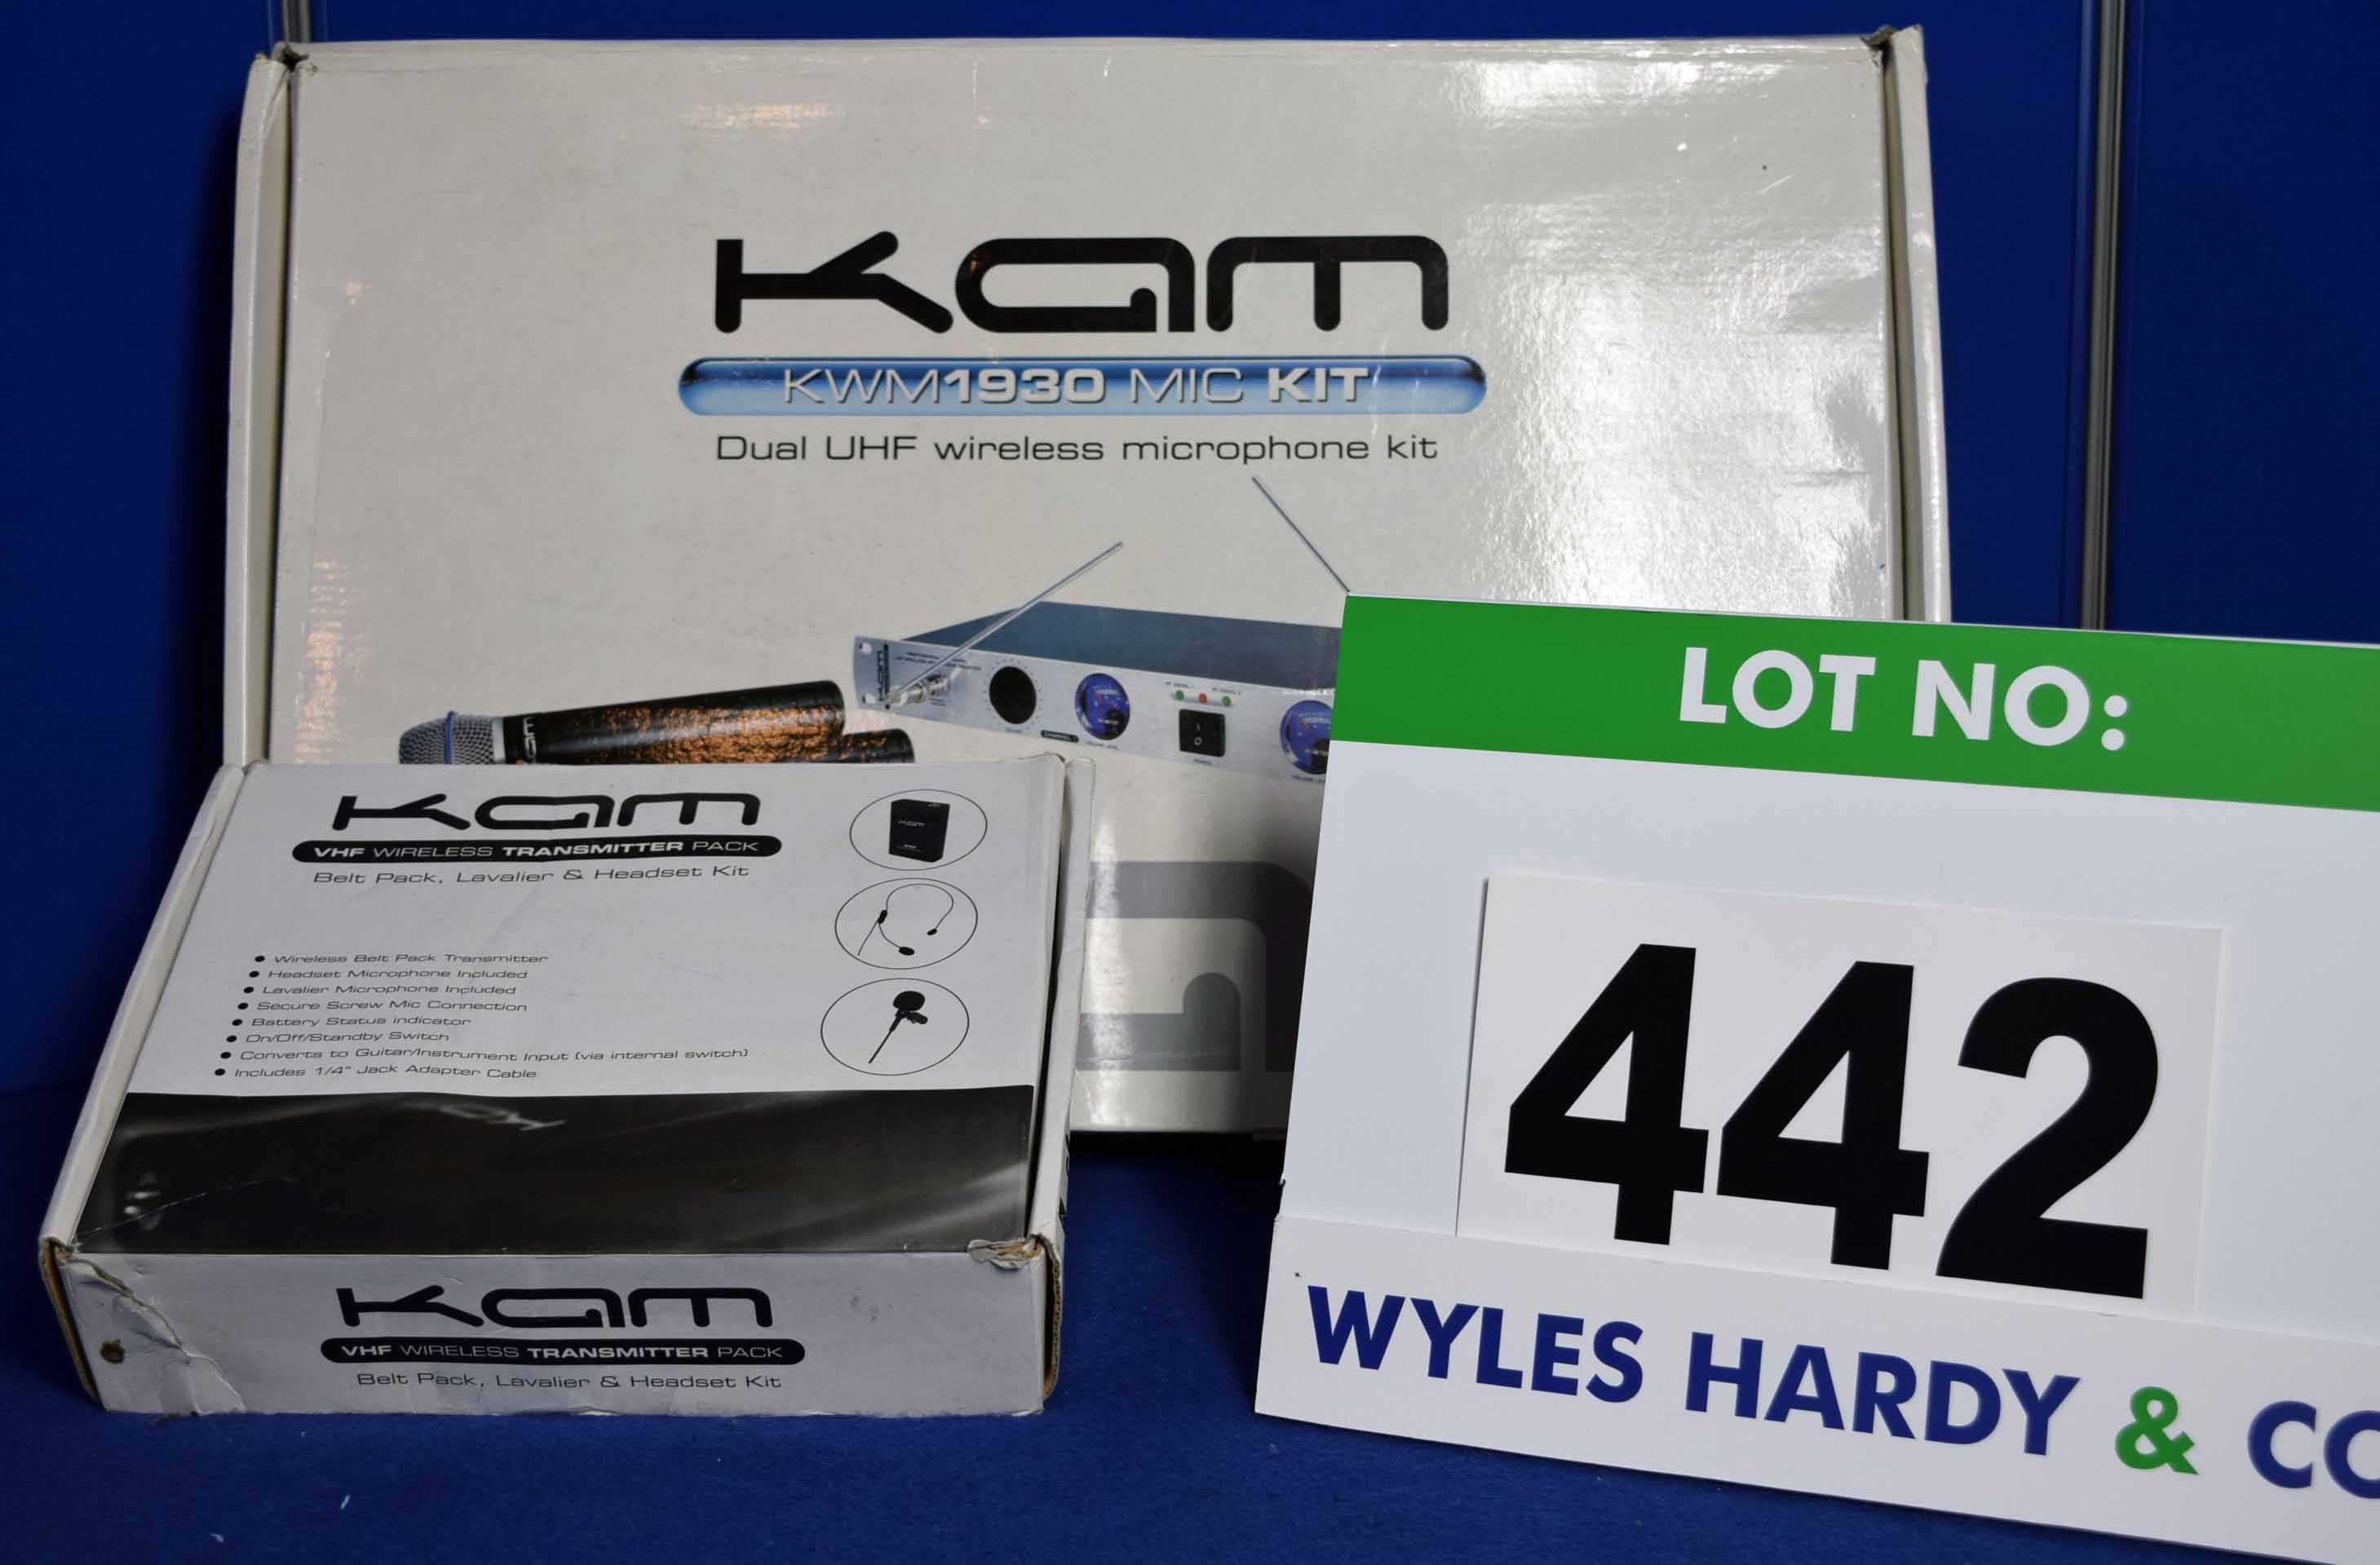 Kam
KWM1930 MIC KIT
Dual UHF wireless microphone kit
Kam
Kam
LOT NO:
442
WYLES HARDY & CO
Kam
VHF WIRELESS TRANSMITTER PACK
Belt Pack, Lavalier & Headset Kit
● Wireless Belt Pack Transmitter
● Headset Microphone Included
● Lavalier Microphone Included
● Secure Screw Mic Connection
● Battery Status indicator
● On/Off/Standby Switch
● Converts to Guitar/Instrument Input (via internal switch)
● Includes 1/4" Jack Adapter Cable
Kam
Kam
VHF WIRELESS TRANSMITTER PACK
Belt Pack, Lavalier & Headset Kit